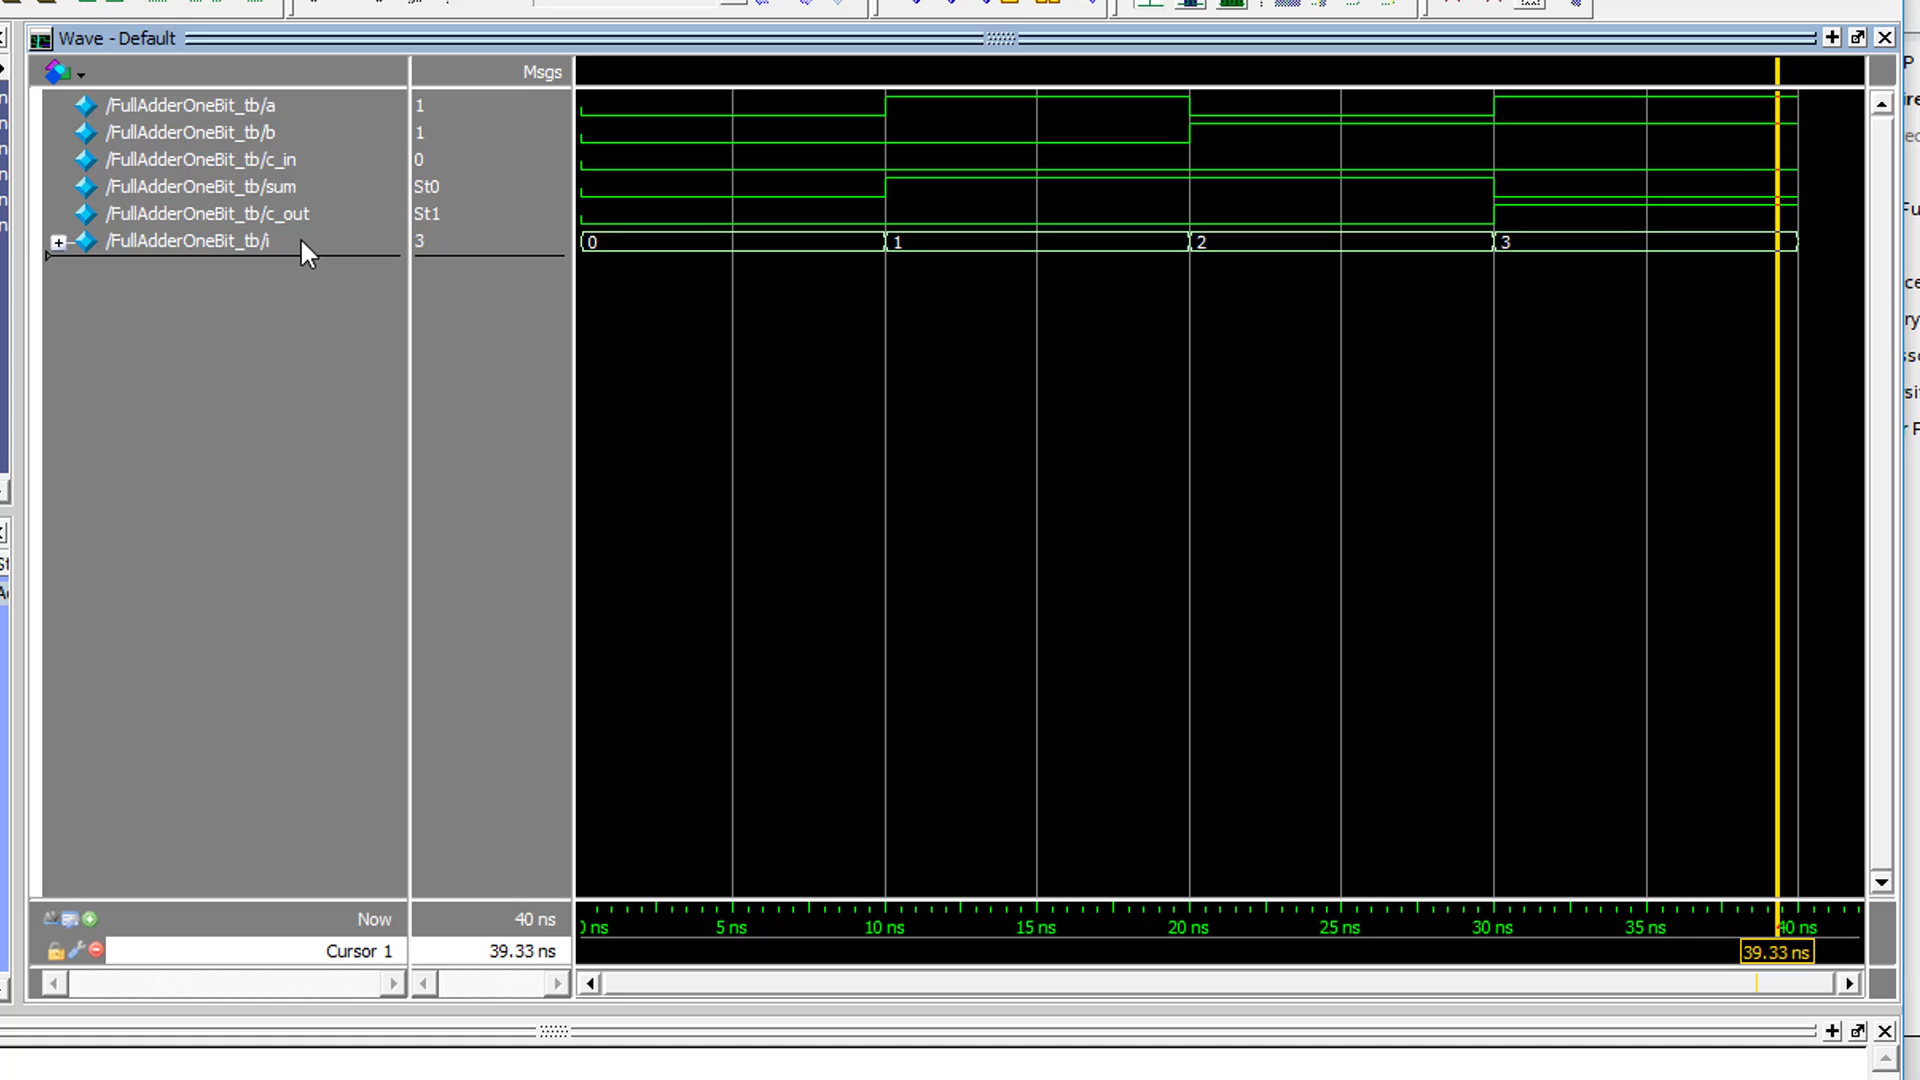 Wave - Default
Msgs
/FullAdderOneBit_tb/a 1
/FullAdderOneBit_tb/b 1
/FullAdderOneBit_tb/c_in 0
/FullAdderOneBit_tb/sum St0
/FullAdderOneBit_tb/c_out St1
/FullAdderOneBit_tb/i 3 0 1 2 3
Now 40 ns
5 ns 10 ns 15 ns 20 ns 25 ns 30 ns 35 ns 40 ns
Cursor 1 39.33 ns 39.33 ns